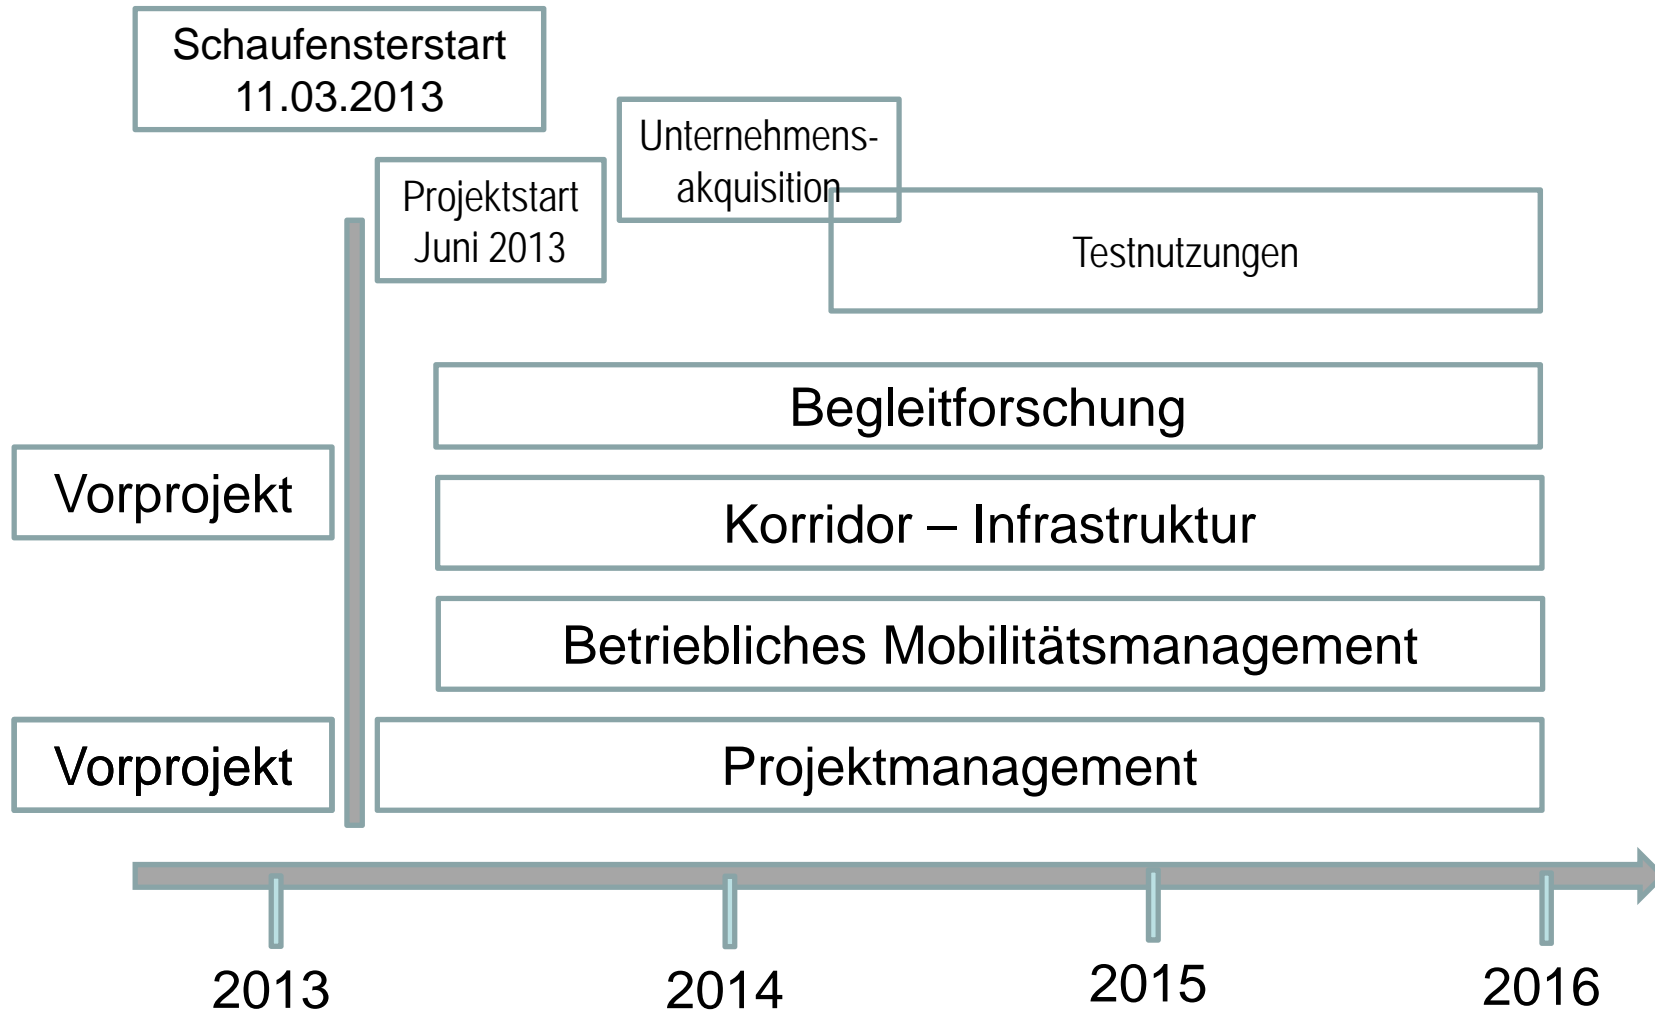 Schaufensterstart
11.03.2013
Unternehmens-
akquisition
Projektstart
Juni 2013
Testnutzungen
Begleitforschung
Vorprojekt
Korridor – Infrastruktur
Betriebliches Mobilitätsmanagement
Vorprojekt
Projektmanagement
2013
2014
2015
2016